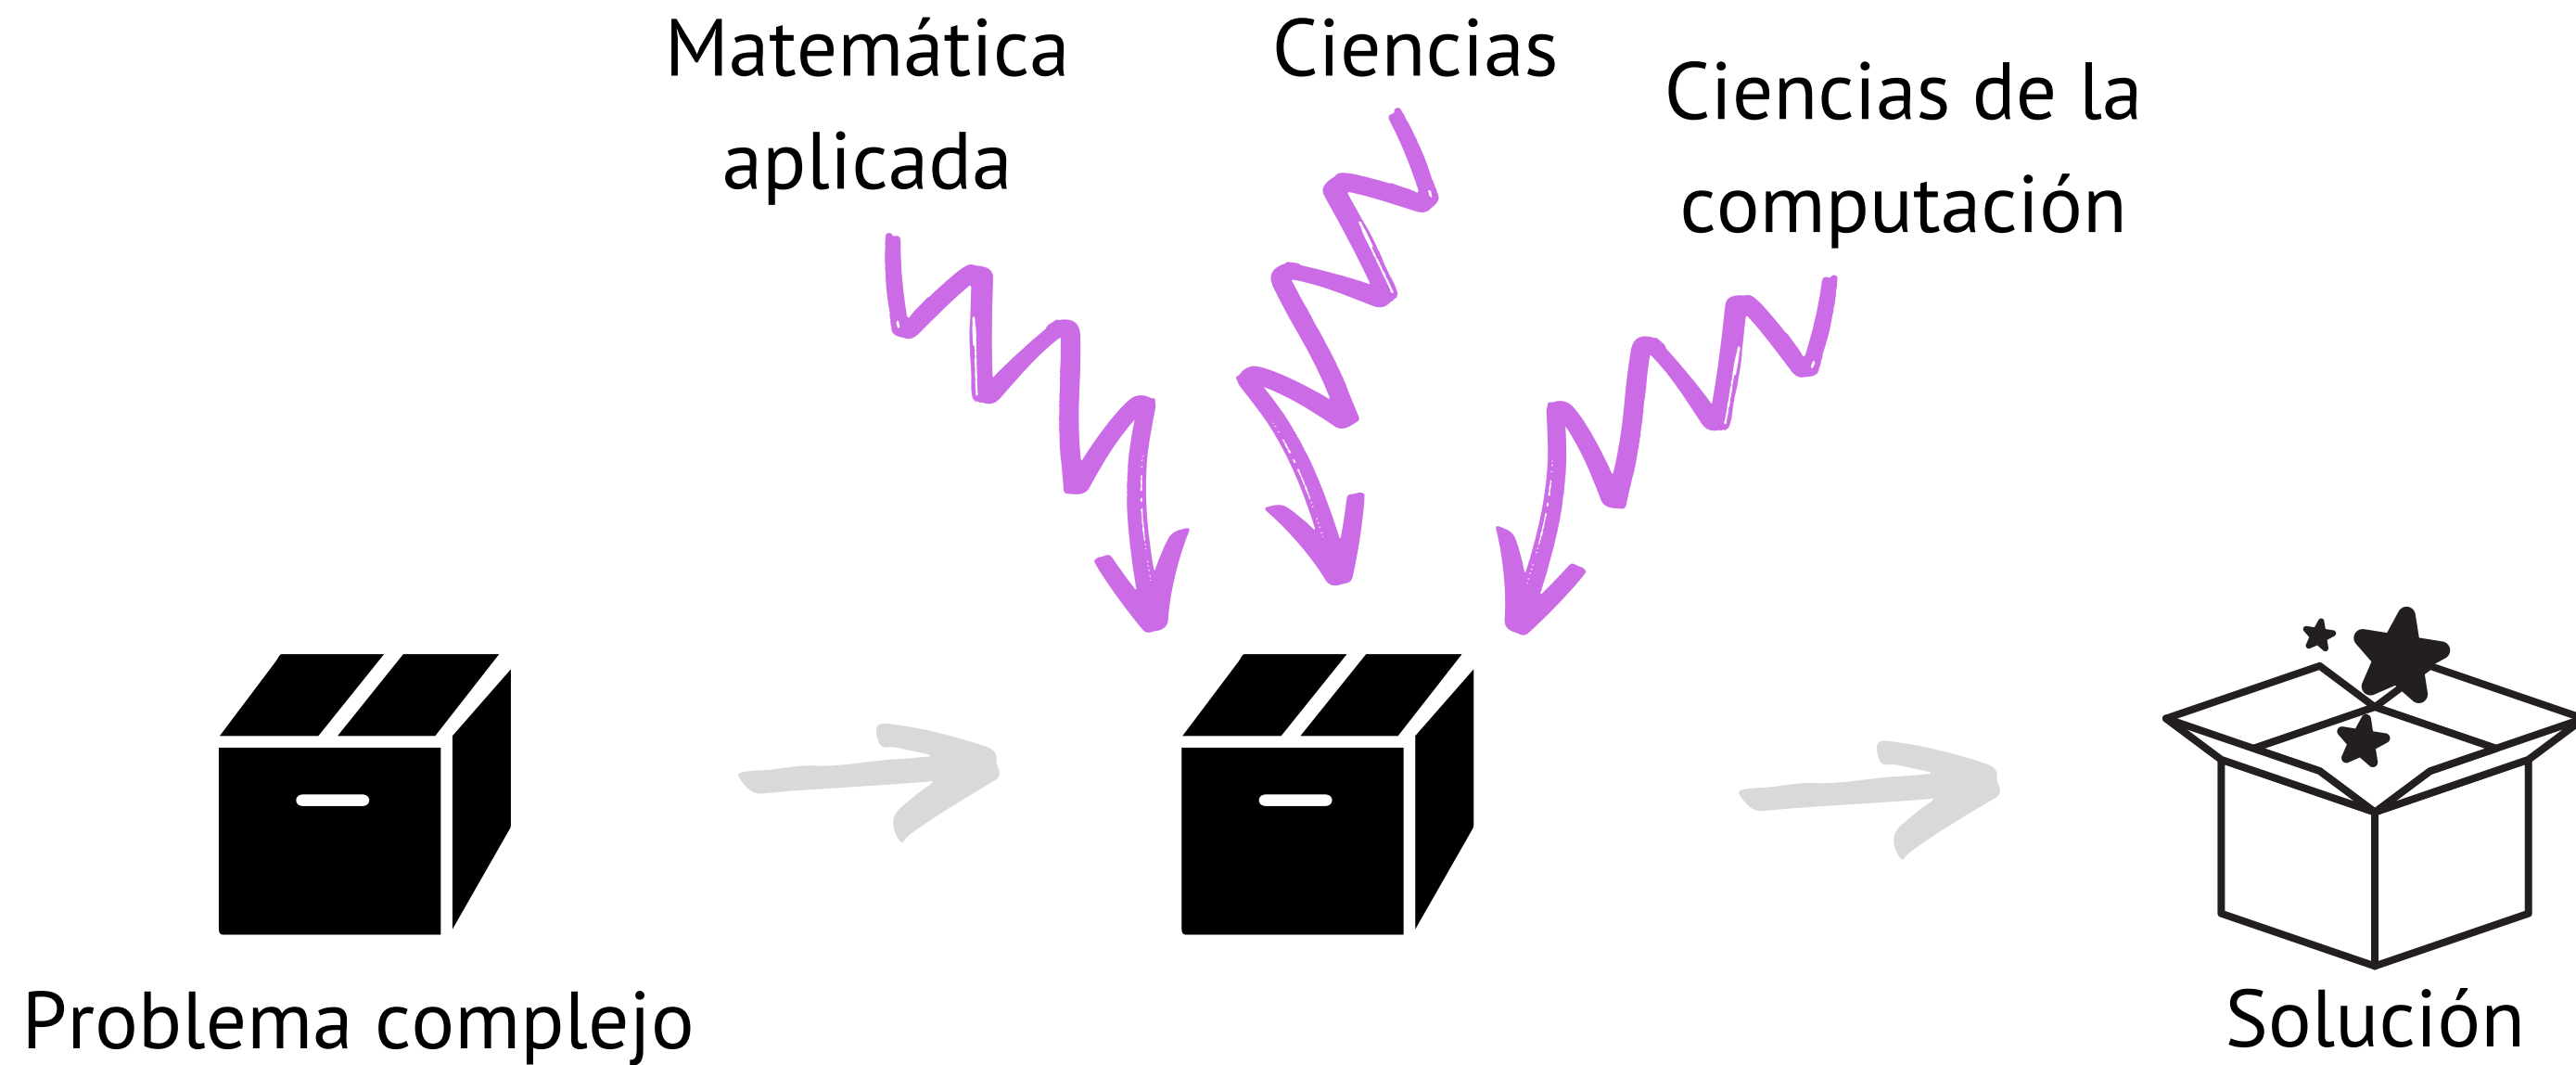 Matemática
aplicada
Ciencias
Ciencias de la
computación
Problema complejo
Solución